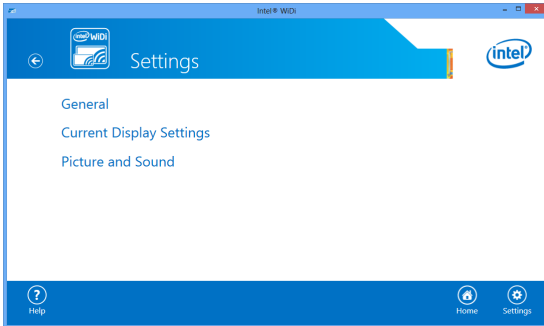 Intel® WiDi
intel WiDi
Settings
intel
General
Current Display Settings
Picture and Sound
?
Help
Home
Settings